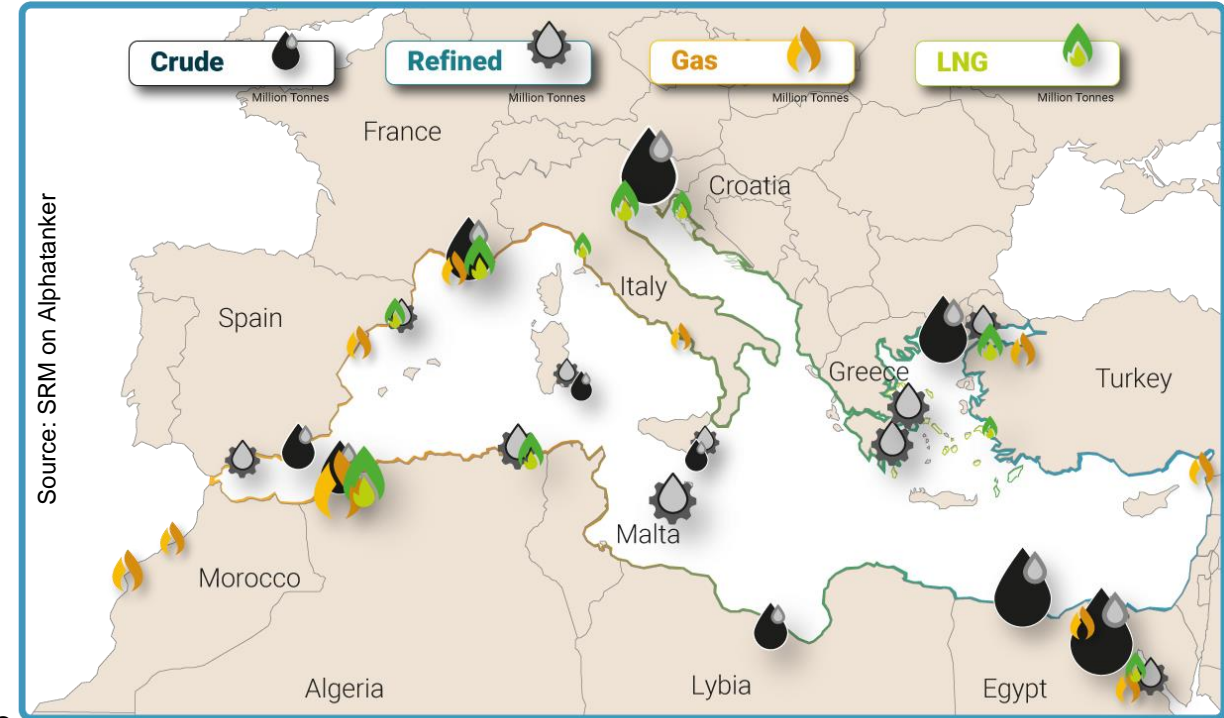 Crude
Refined
Gas
LNG
Million Tonnes
Million Tonnes
Million Tonnes
Million Tonnes
France
Croatia
Source: SRM on Alphatanker
Italy
Spain
Greece
Turkey
Malta
Morocco
Algeria
Lybia
Egypt